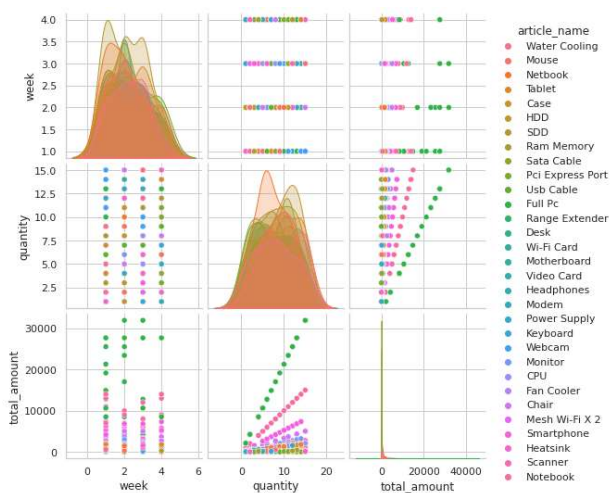 4.0
3.5
3.0
2.5
2.0
1.5
1.0
week
15.0
12.5
10.0
7.5
5.0
2.5
quantity
30000
20000
10000
0
total_amount
0 2 4 6
week
0 10 20
quantity
0 20000 40000
total_amount
article_name
Water Cooling
Mouse
Netbook
Tablet
Case
HDD
SDD
Ram Memory
Sata Cable
Pci Express Port
Usb Cable
Full Pc
Range Extender
Desk
Wi-Fi Card
Motherboard
Video Card
Headphones
Modem
Power Supply
Keyboard
Webcam
Monitor
CPU
Fan Cooler
Chair
Mesh Wi-Fi X 2
Smartphone
Heatsink
Scanner
Notebook